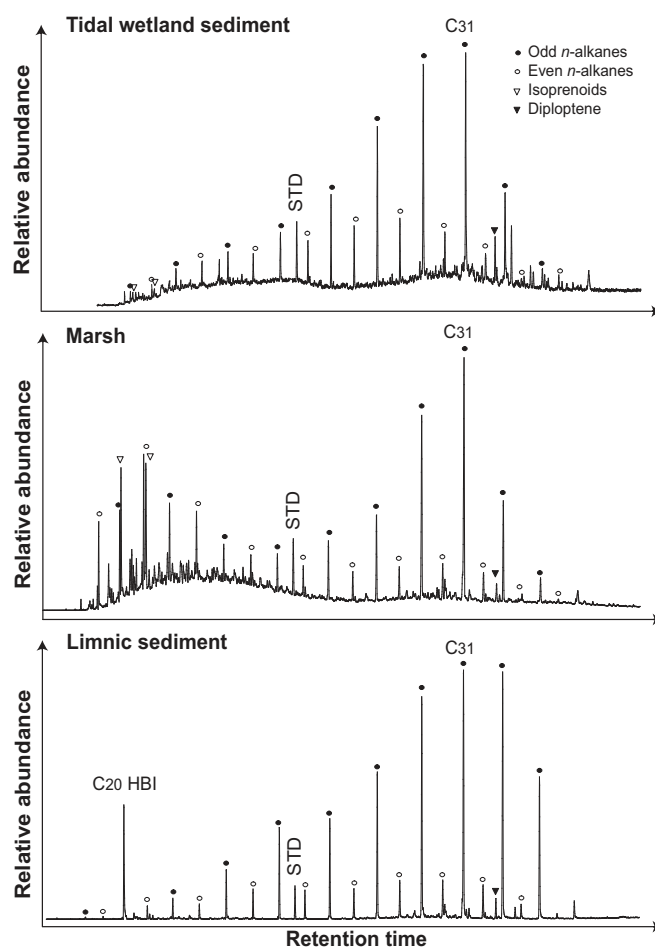 Tidal wetland sediment
C31
Odd n-alkanes
Even n-alkanes
Isoprenoids
Diploptene
STD
Relative abundance
Marsh
C31
STD
Relative abundance
Limnic sediment
C31
C20 HBI
STD
Relative abundance
Retention time